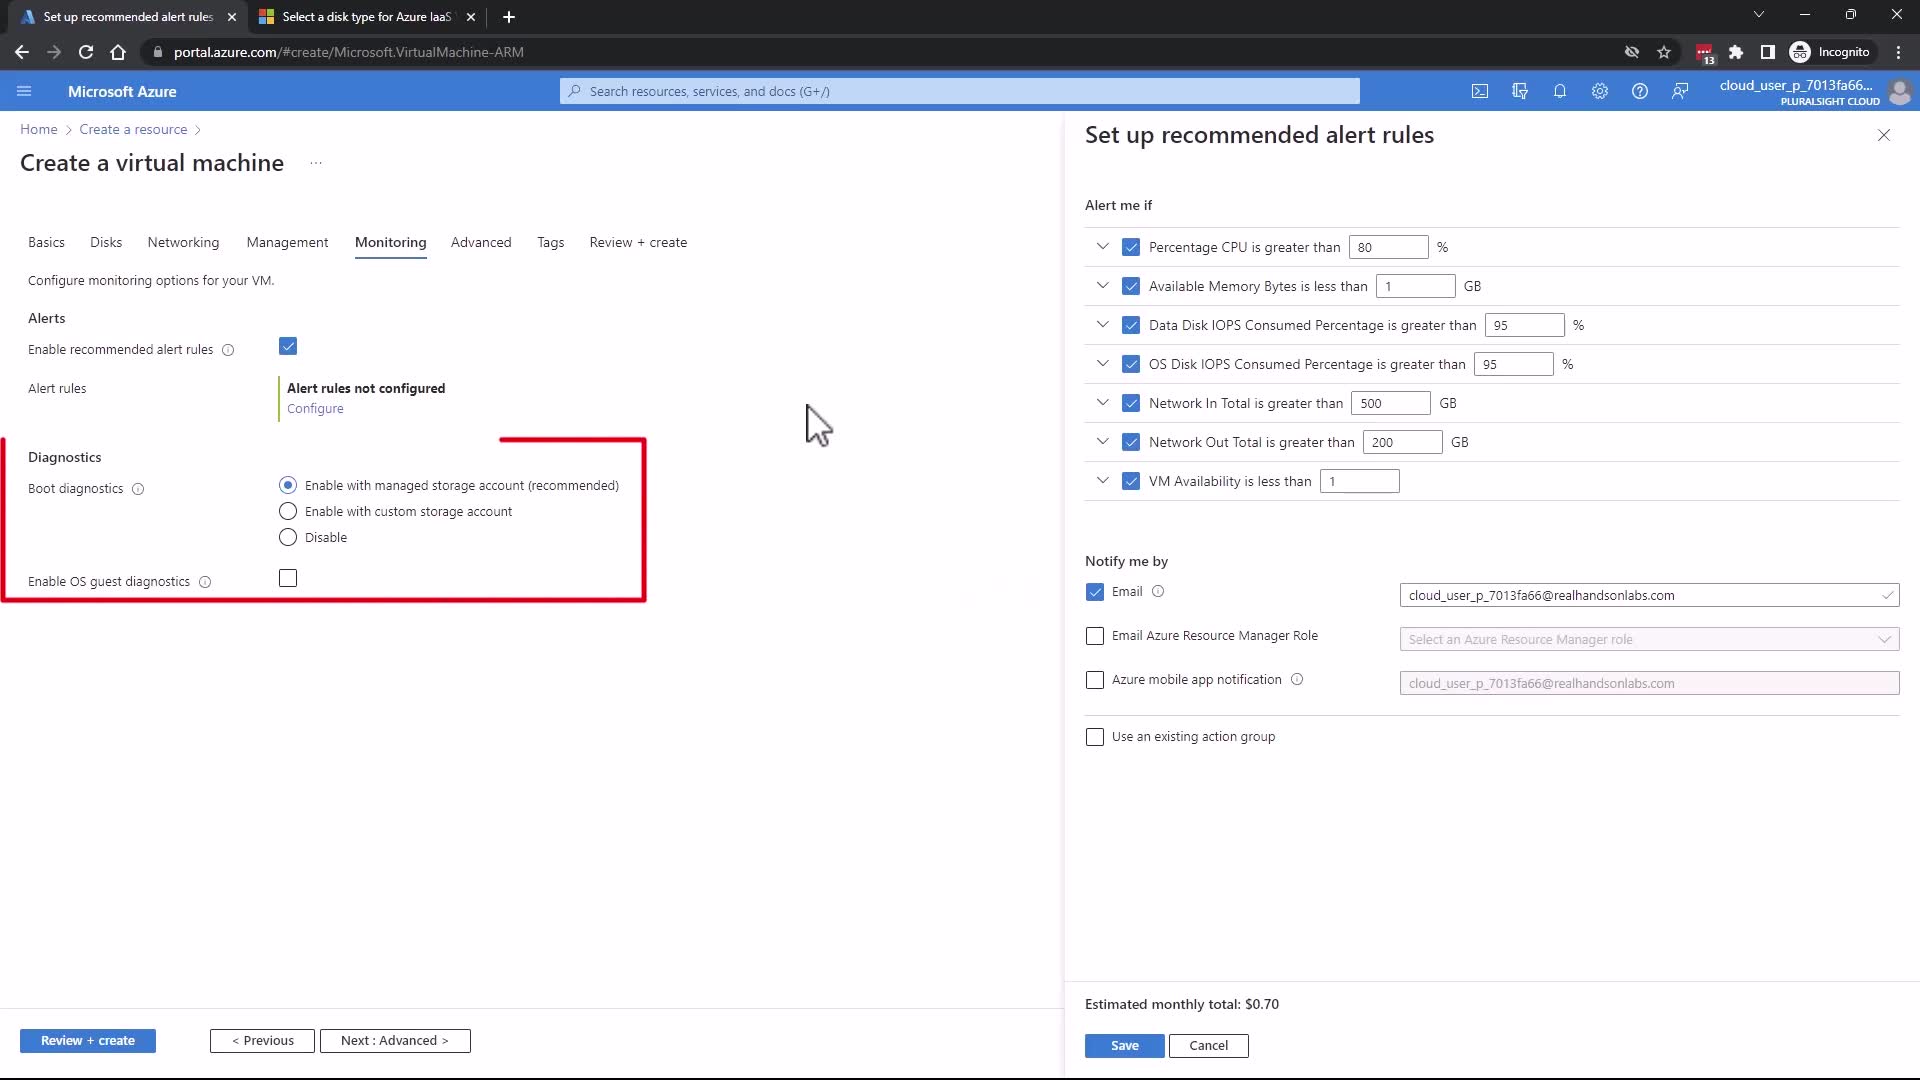 Set up recommended alert rules
Select a disk type for Azure IaaS
portal.azure.com/#create/Microsoft.VirtualMachine-ARM
13
Incognito
Microsoft Azure
Search resources, services, and docs (G+/)
cloud_user_p_7013fa66...
PLURALSIGHT CLOUD
Home > Create a resource >
Create a virtual machine ...
Basics Disks Networking Management Monitoring Advanced Tags Review + create
Configure monitoring options for your VM.
Alerts
Enable recommended alert rules
Alert rules
Alert rules not configured
Configure
Diagnostics
Boot diagnostics
Enable with managed storage account (recommended)
Enable with custom storage account
Disable
Enable OS guest diagnostics
Review + create
< Previous
Next : Advanced >
Set up recommended alert rules
Alert me if
Percentage CPU is greater than 80 %
Available Memory Bytes is less than 1 GB
Data Disk IOPS Consumed Percentage is greater than 95 %
OS Disk IOPS Consumed Percentage is greater than 95 %
Network In Total is greater than 500 GB
Network Out Total is greater than 200 GB
VM Availability is less than 1
Notify me by
Email
cloud_user_p_7013fa66@realhandsonlabs.com
Email Azure Resource Manager Role
Select an Azure Resource Manager role
Azure mobile app notification
cloud_user_p_7013fa66@realhandsonlabs.com
Use an existing action group
Estimated monthly total: $0.70
Save
Cancel